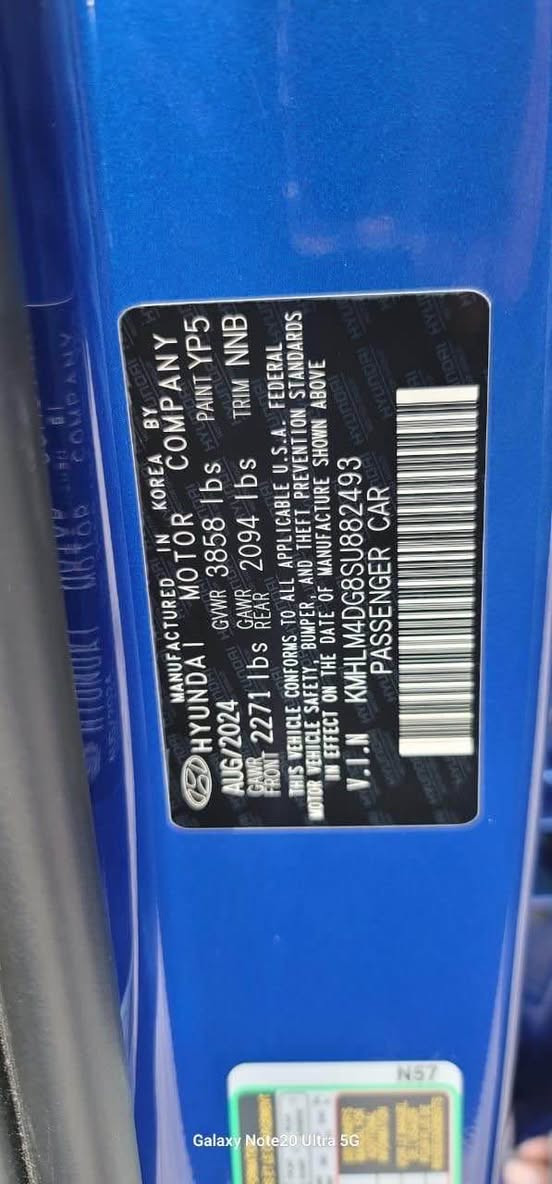 MANUFACTURED IN KOREA BY
HYUNDAI MOTOR COMPANY
AUG/2024 GVWR 3858 lbs PAINT YP5
GAWR FRONT 2271 lbs GAWR REAR 2094 lbs TRIM NNB
THIS VEHICLE CONFORMS TO ALL APPLICABLE U.S.A. FEDERAL
MOTOR VEHICLE SAFETY, BUMPER, AND THEFT PREVENTION STANDARDS
IN EFFECT ON THE DATE OF MANUFACTURE SHOWN ABOVE
V.I.N KMHLM4DG8SU882493
PASSENGER CAR
N57
Galaxy Note20 Ultra 5G